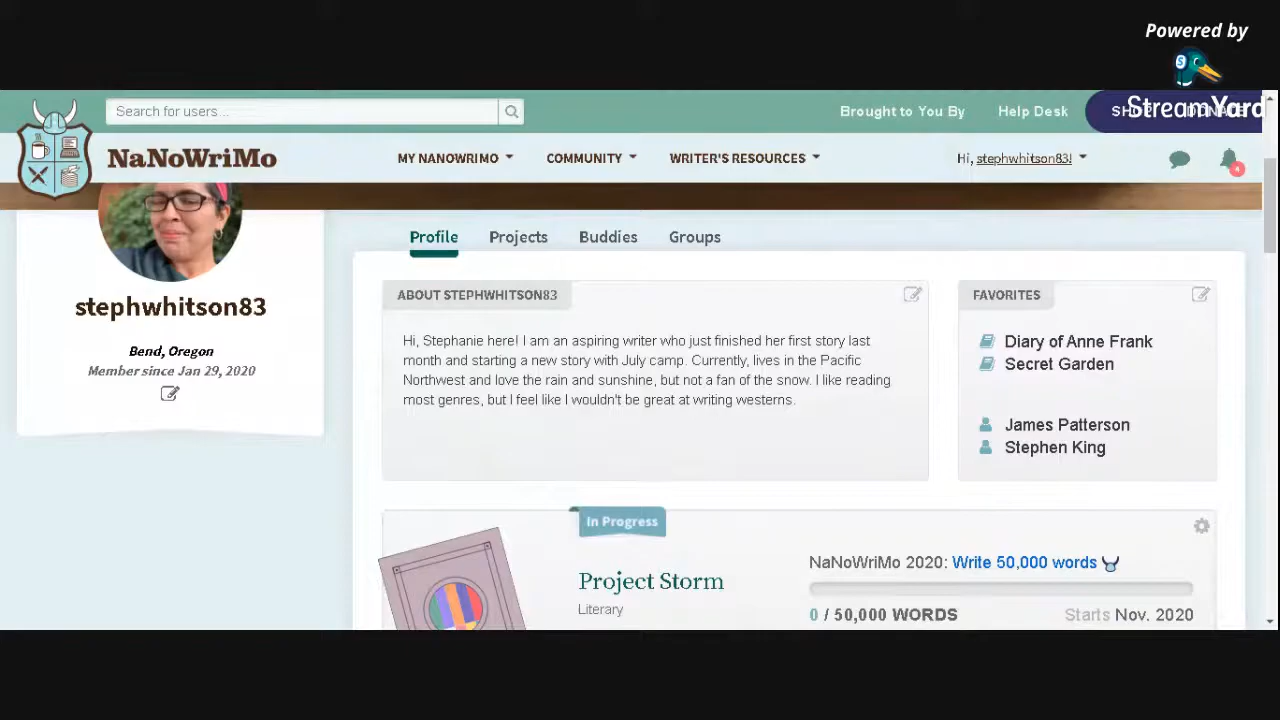 Powered by
StreamYard
Search for users...
Brought to You By
Help Desk
SHOP
DONATE
NaNoWriMo
MY NANOWRIMO
COMMUNITY
WRITER'S RESOURCES
Hi, stephwhitson83!
Profile
Projects
Buddies
Groups
stephwhitson83
Bend, Oregon
Member since Jan 29, 2020
ABOUT STEPHWHITSON83
Hi, Stephanie here! I am an aspiring writer who just finished her first story last
month and starting a new story with July camp. Currently, lives in the Pacific
Northwest and love the rain and sunshine, but not a fan of the snow. I like reading
most genres, but I feel like I wouldn't be great at writing westerns.
FAVORITES
Diary of Anne Frank
Secret Garden
James Patterson
Stephen King
In Progress
Project Storm
Literary
NaNoWriMo 2020: Write 50,000 words
0 / 50,000 WORDS
Starts Nov. 2020